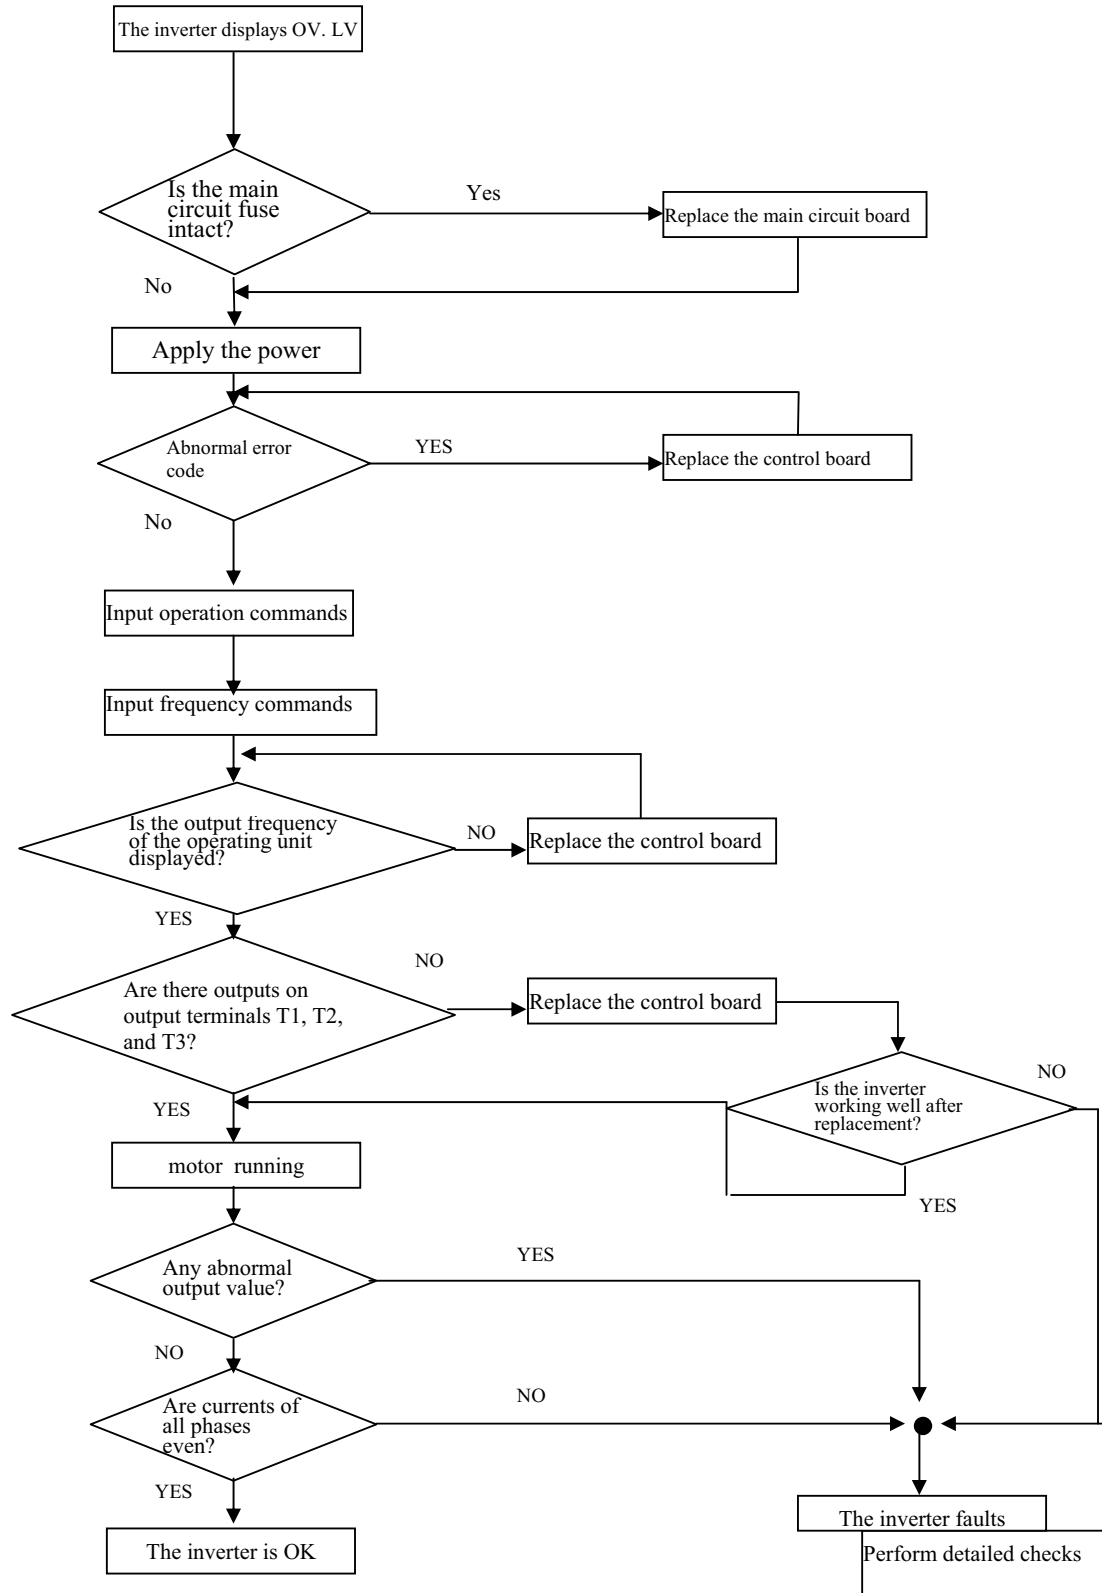 The inverter displays OV. LV
Is the main
circuit fuse
intact?
Yes
Replace the main circuit board
No
Apply the power
Abnormal error
code
YES
Replace the control board
No
Input operation commands
Input frequency commands
Is the output frequency
of the operating unit
displayed?
NO
Replace the control board
YES
Are there outputs on
output terminals T1, T2,
and T3?
NO
Replace the control board
Is the inverter
working well after
replacement?
NO
YES
YES
motor running
Any abnormal
output value?
YES
NO
Are currents of
all phases
even?
NO
YES
The inverter is OK
The inverter faults
Perform detailed checks